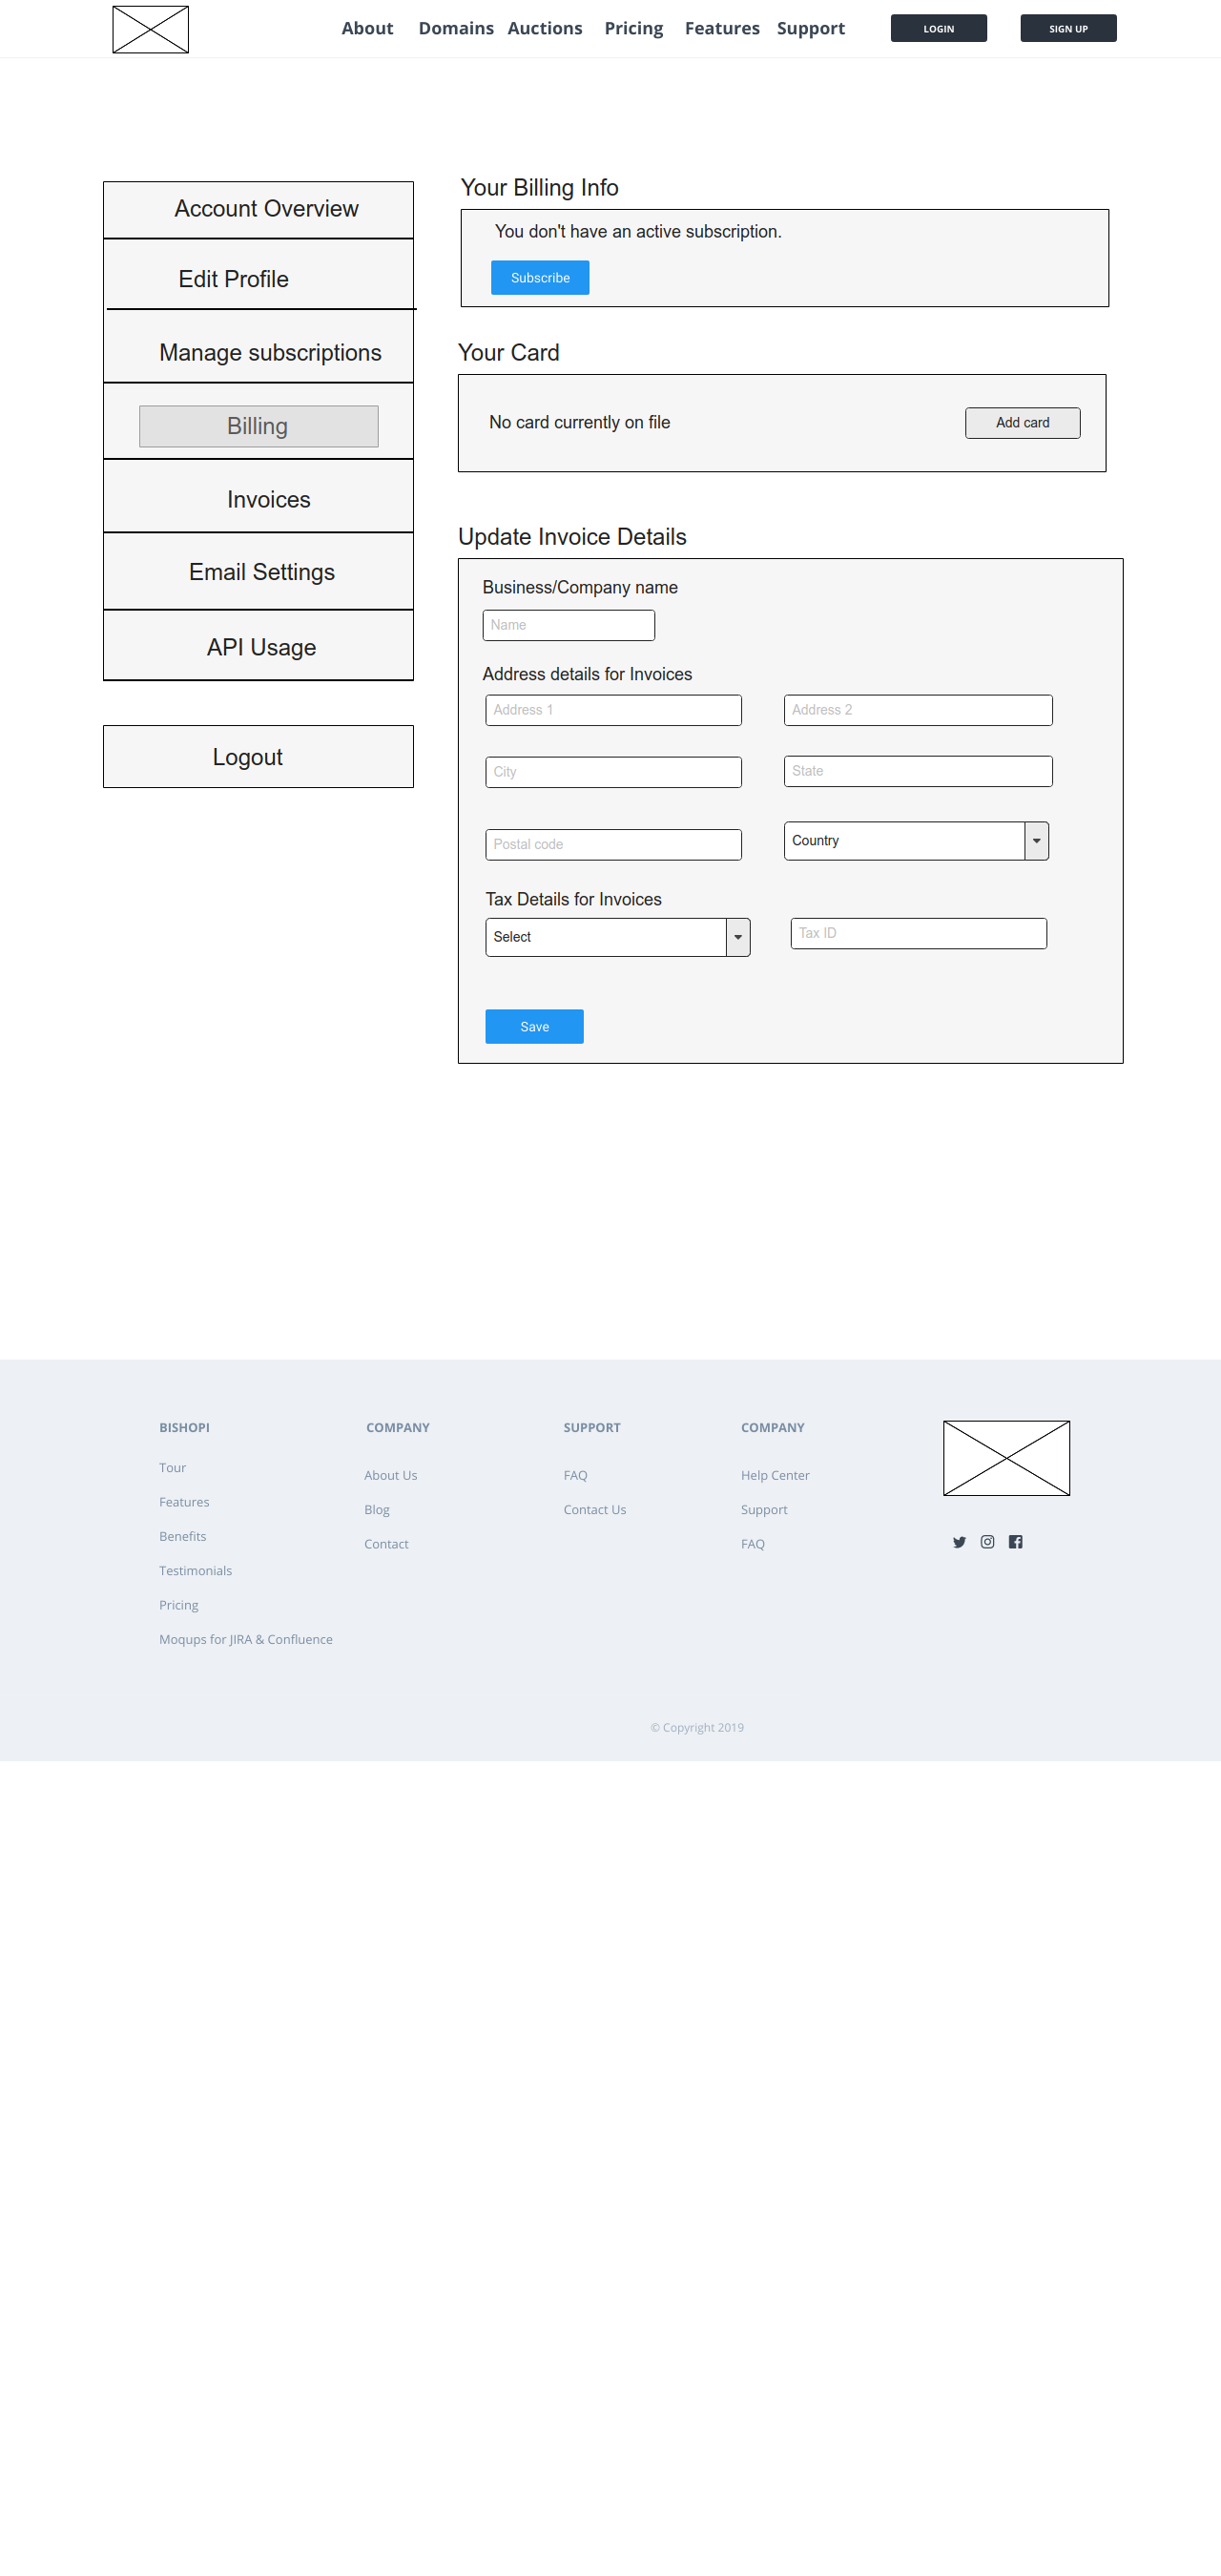 About Domains Auctions Pricing Features Support LOGIN SIGN UP
Account Overview
Edit Profile
Manage subscriptions
Billing
Invoices
Email Settings
API Usage
Logout
Your Billing Info
You don't have an active subscription.
Subscribe
Your Card
No card currently on file
Add card
Update Invoice Details
Business/Company name
Name
Address details for Invoices
Address 1 Address 2
City State
Postal code Country
Tax Details for Invoices
Select Tax ID
Save
BISHOPI
Tour
Features
Benefits
Testimonials
Pricing
Moqups for JIRA & Confluence
COMPANY
About Us
Blog
Contact
SUPPORT
FAQ
Contact Us
COMPANY
Help Center
Support
FAQ
© Copyright 2019